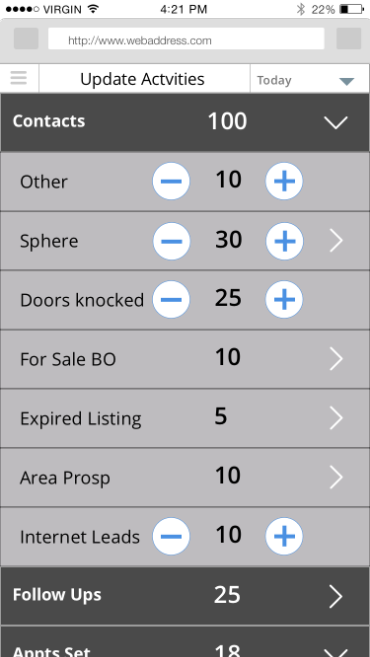 VIRGIN 4:21 PM 22%
http://www.webaddress.com
Update Actvities Today
Contacts 100
Other 10
Sphere 30
Doors knocked 25
For Sale BO 10
Expired Listing 5
Area Prosp 10
Internet Leads 10
Follow Ups 25
Appts Set 18